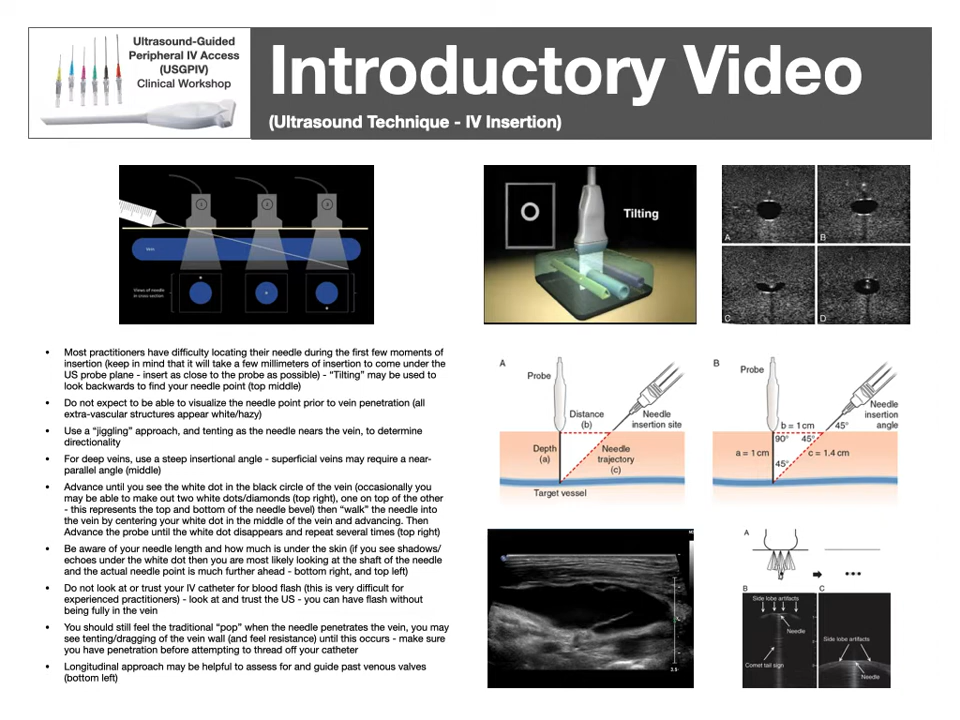 Ultrasound-Guided
Peripheral IV Access
(USGPIV)
Clinical Workshop
Introductory Video
(Ultrasound Technique - IV Insertion)
1
2
3
Vein
Views of needle
in cross section
Tilting
A
B
C
D
• Most practitioners have difficulty locating their needle during the first few moments of
insertion (keep in mind that it will take a few millimeters of insertion to come under the
US probe plane - insert as close to the probe as possible) - “Tilting” may be used to
look backwards to find your needle point (top middle)
• Do not expect to be able to visualize the needle point prior to vein penetration (all
extra-vascular structures appear white/hazy)
• Use a “jiggling” approach, and tenting as the needle nears the vein, to determine
directionality
• For deep veins, use a steep insertional angle - superficial veins may require a near-
parallel angle (middle)
• Advance until you see the white dot in the black circle of the vein (occasionally you
may be able to make out two white dots/diamonds (top right), one on top of the other
- this represents the top and bottom of the needle bevel) then “walk” the needle into
the vein by centering your white dot in the middle of the vein and advancing. Then
Advance the probe until the white dot disappears and repeat several times (top right)
• Be aware of your needle length and how much is under the skin (if you see shadows/
echoes under the white dot then you are most likely looking at the shaft of the needle
and the actual needle point is much further ahead - bottom right, and top left)
• Do not look at or trust your IV catheter for blood flash (this is very difficult for
experienced practitioners) - look at and trust the US - you can have flash without
being fully in the vein
• You should still feel the traditional “pop” when the needle penetrates the vein, you may
see tenting/dragging of the vein wall (and feel resistance) until this occurs - make sure
you have penetration before attempting to thread off your catheter
• Longitudinal approach may be helpful to assess for and guide past venous valves
(bottom left)
A
Probe
Distance
(b)
Needle
insertion site
Depth
(a)
Needle
trajectory
(c)
Target vessel
B
Probe
Needle
insertion
angle
b = 1 cm
45°
90°
45°
a = 1 cm
c = 1.4 cm
45°
3.5-
A
B
C
Side lobe artifacts
Needle
Comet tail sign
Side lobe artifacts
Needle